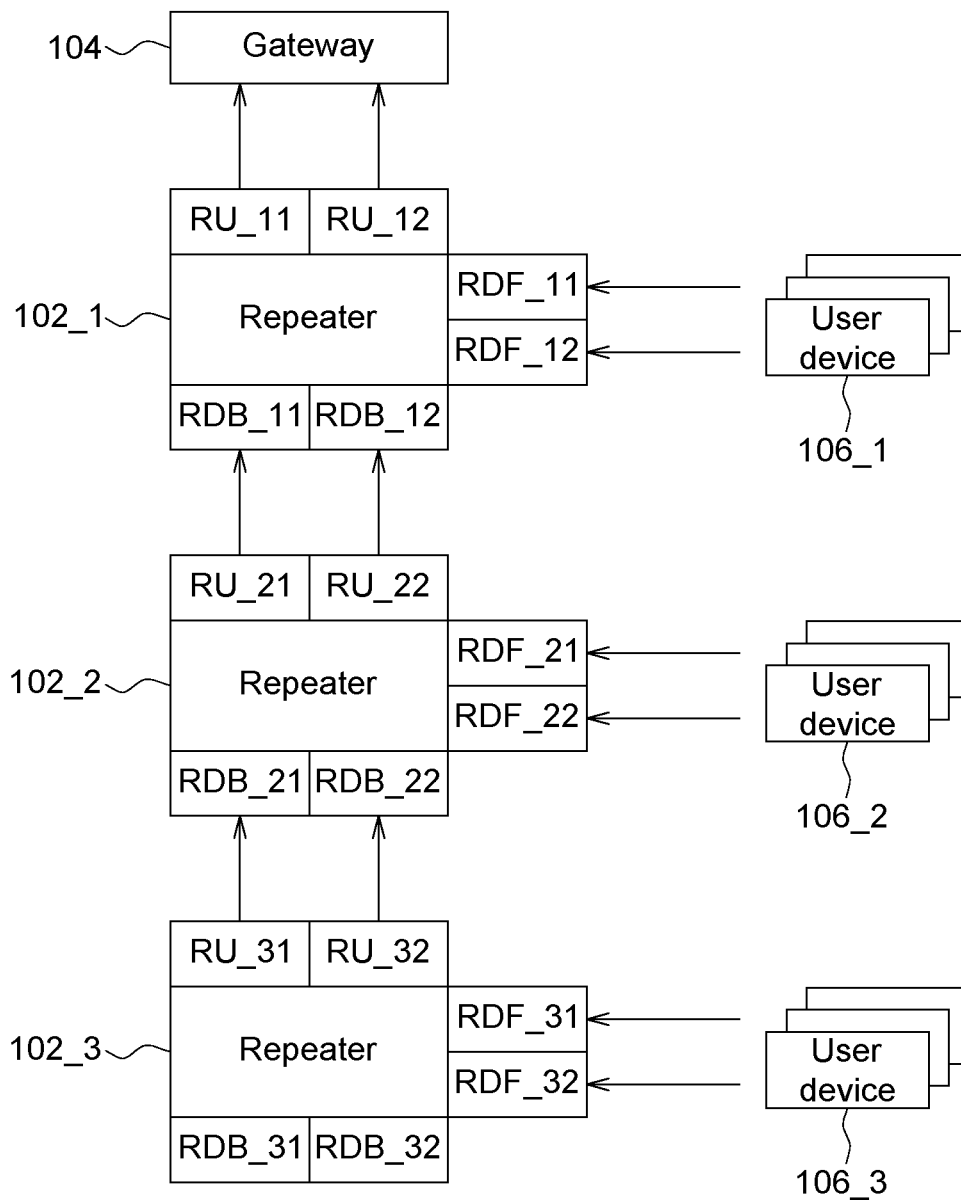 104
Gateway
RU_11
RU_12
102_1
Repeater
RDF_11
RDF_12
RDB_11
RDB_12
User
device
106_1
RU_21
RU_22
102_2
Repeater
RDF_21
RDF_22
RDB_21
RDB_22
User
device
106_2
RU_31
RU_32
102_3
Repeater
RDF_31
RDF_32
RDB_31
RDB_32
User
device
106_3